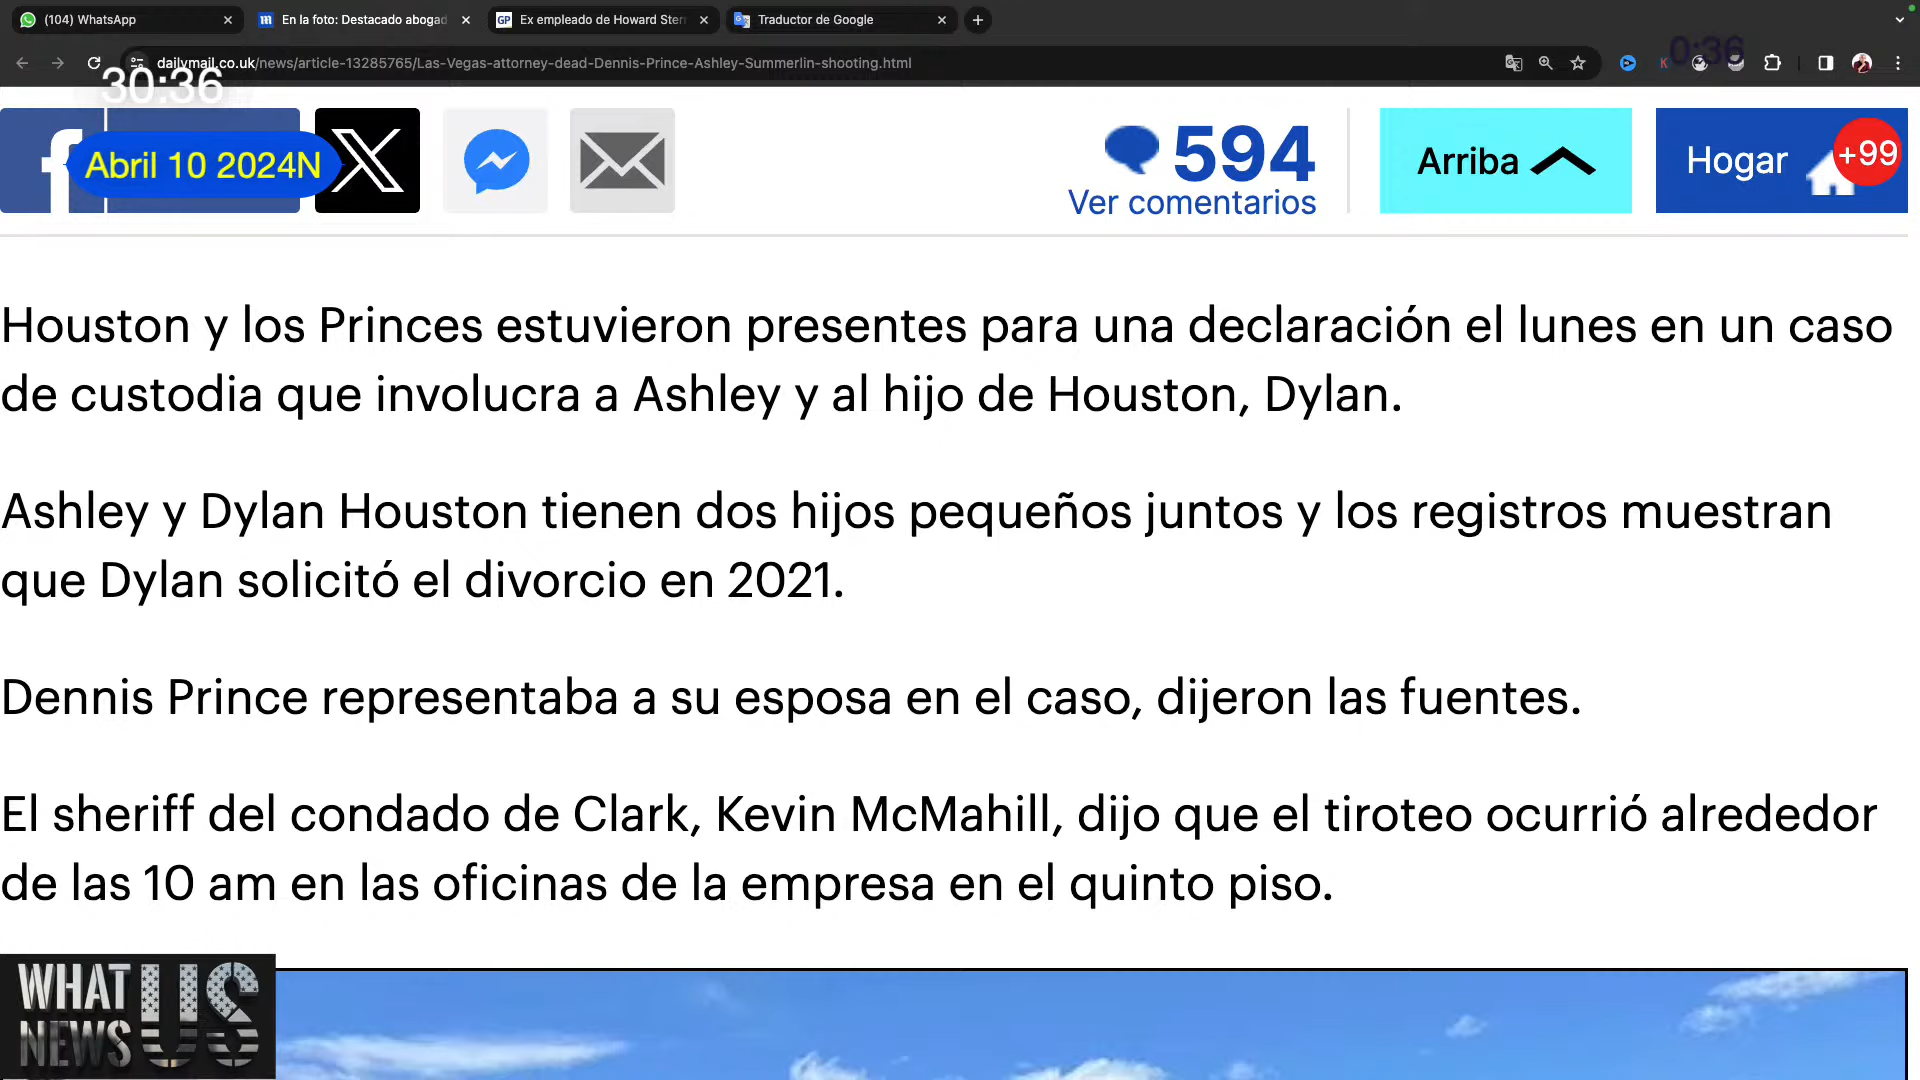 (104) WhatsApp
En la foto: Destacado abogad
Ex empleado de Howard Stern
Traductor de Google
dailymail.co.uk/news/article-13285765/Las-Vegas-attorney-dead-Dennis-Prince-Ashley-Summerlin-shooting.html
0:36
30:36
Abril 10 2024N
594
Ver comentarios
Arriba
Hogar
+99
Houston y los Princes estuvieron presentes para una declaración el lunes en un caso
de custodia que involucra a Ashley y al hijo de Houston, Dylan.
Ashley y Dylan Houston tienen dos hijos pequeños juntos y los registros muestran
que Dylan solicitó el divorcio en 2021.
Dennis Prince representaba a su esposa en el caso, dijeron las fuentes.
El sheriff del condado de Clark, Kevin McMahill, dijo que el tiroteo ocurrió alrededor
de las 10 am en las oficinas de la empresa en el quinto piso.
WHAT
NEWS
US